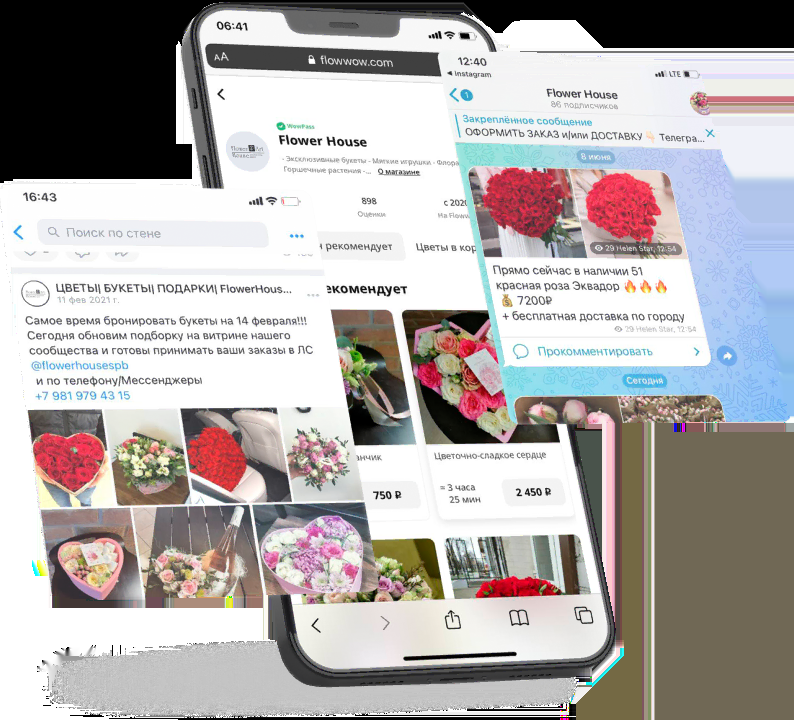 06:41
AA
flowwow.com
WowPass
Flower House
- Эксклюзивные букеты - Мягкие игрушки - Флора
Горшечные растения -... О магазине
898
Оценки
с 2020
На Floww
рекомендует
Цветы в кор
екомендует
анчик
750 ₽
Цветочно-сладкое сердце
≈ 3 часа
25 мин
2 450 ₽
12:40
LTE
Instagram
1
Flower House
86 подписчиков
Закреплённое сообщение
ОФОРМИТЬ ЗАКАЗ и/или ДОСТАВКУ 👇🏻 Телегра...
8 июня
29 Helen Star, 12:54
Прямо сейчас в наличии 51
красная роза Эквадор 🔥🔥🔥
💰 7200₽
+ бесплатная доставка по городу
29 Helen Star, 12:54
Прокомментировать
Сегодня
16:43
Поиск по стене
ЦВЕТЫ| БУКЕТЫ| ПОДАРКИ| FlowerHous...
11 фев 2021 г.
Самое время бронировать букеты на 14 февраля!!!
Сегодня обновим подборку на витрине нашего
сообщества и готовы принимать ваши заказы в ЛС
@flowerhousespb
и по телефону/Мессенджеры
+7 981 979 43 15